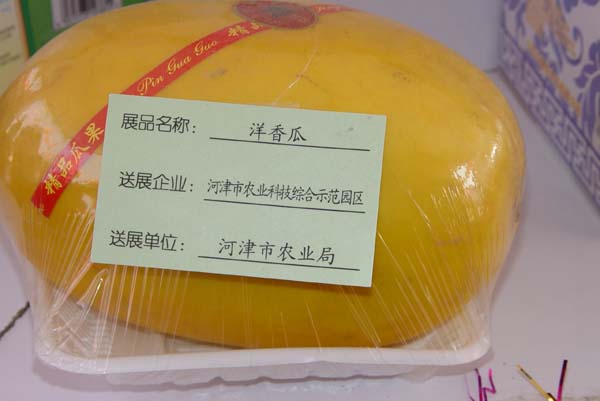 精品
Pin Gua Guo
精品瓜果
展品名称: 洋香瓜
送展企业: 河津市农业科技综合示范园区
送展单位: 河津市农业局